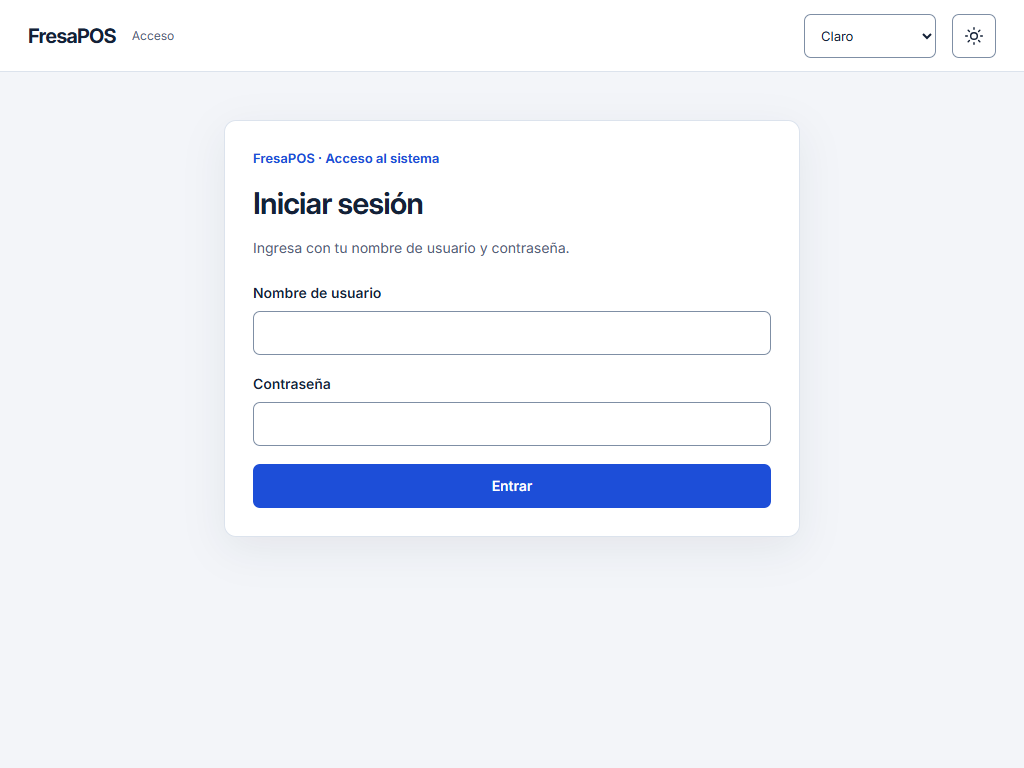 FresaPOS Acceso Claro
FresaPOS · Acceso al sistema
Iniciar sesión
Ingresa con tu nombre de usuario y contraseña.
Nombre de usuario
Contraseña
Entrar